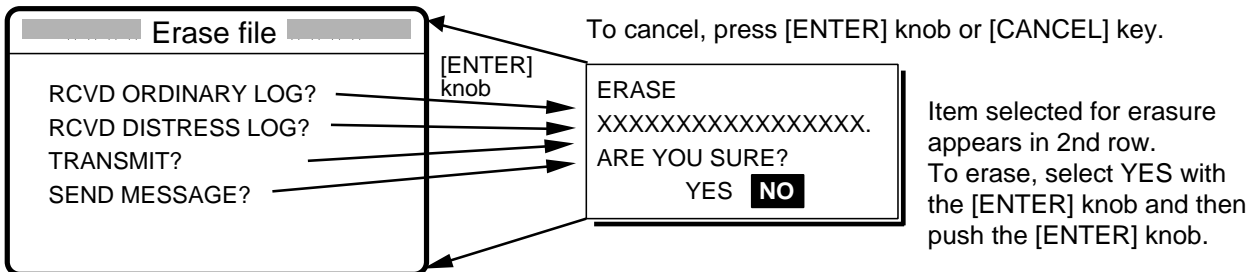 Erase file
RCVD ORDINARY LOG?
RCVD DISTRESS LOG?
TRANSMIT?
SEND MESSAGE?
[ENTER]
knob
To cancel, press [ENTER] knob or [CANCEL] key.
ERASE
XXXXXXXXXXXXXXXXX.
ARE YOU SURE?
YES NO
Item selected for erasure
appears in 2nd row.
To erase, select YES with
the [ENTER] knob and then
push the [ENTER] knob.